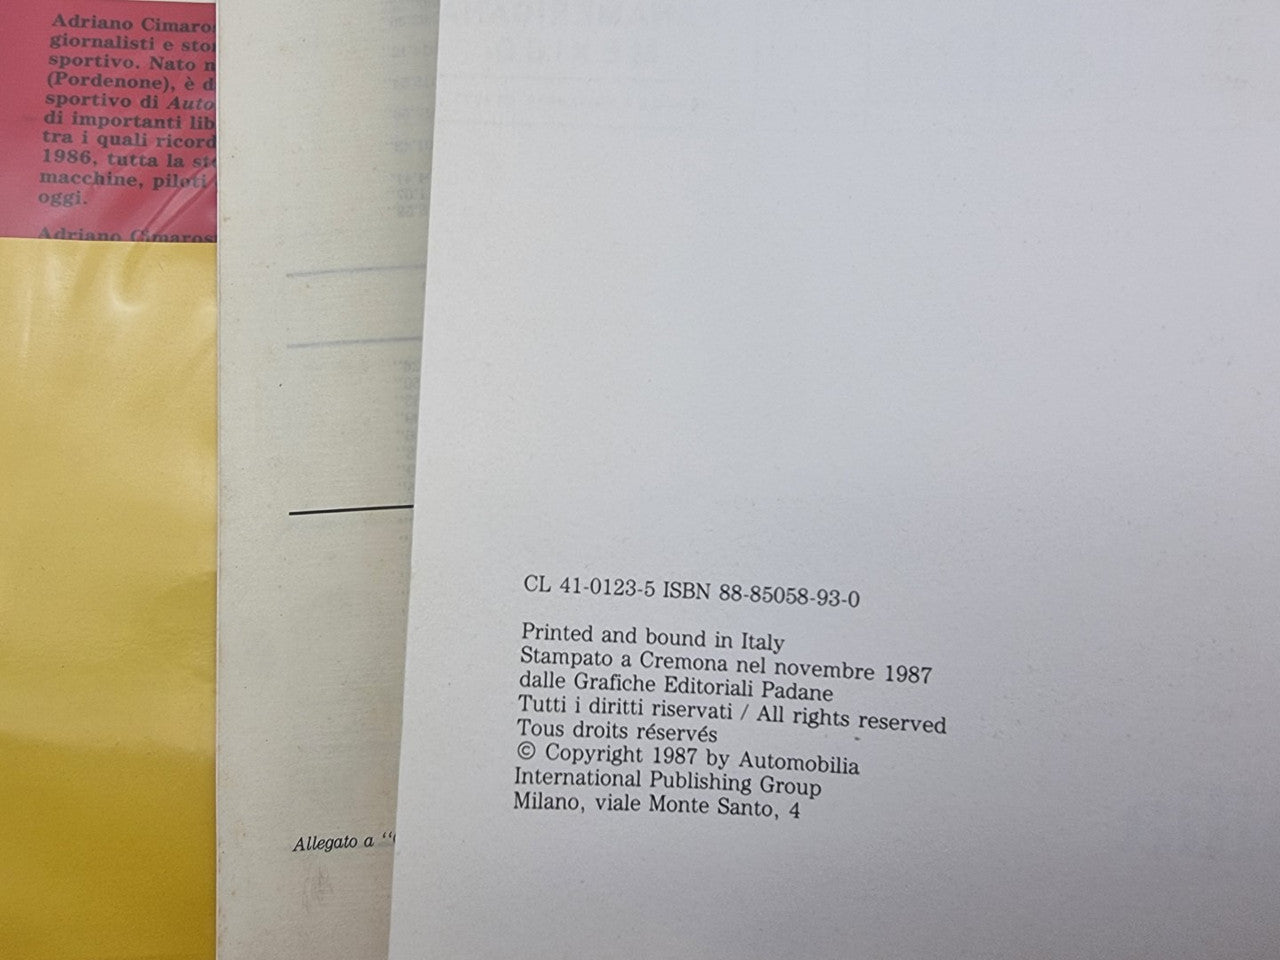 Adriano Cimaros
giornalisti e stor
sportivo. Nato n
(Pordenone), è d
sportivo di Auto
di importanti lib
tra i quali ricord
1986, tutta la sto
macchine, piloti
oggi.
Adriano Cimaros
Allegato a “
CL 41-0123-5 ISBN 88-85058-93-0
Printed and bound in Italy
Stampato a Cremona nel novembre 1987
dalle Grafiche Editoriali Padane
Tutti i diritti riservati / All rights reserved
Tous droits réservés
© Copyright 1987 by Automobilia
International Publishing Group
Milano, viale Monte Santo, 4